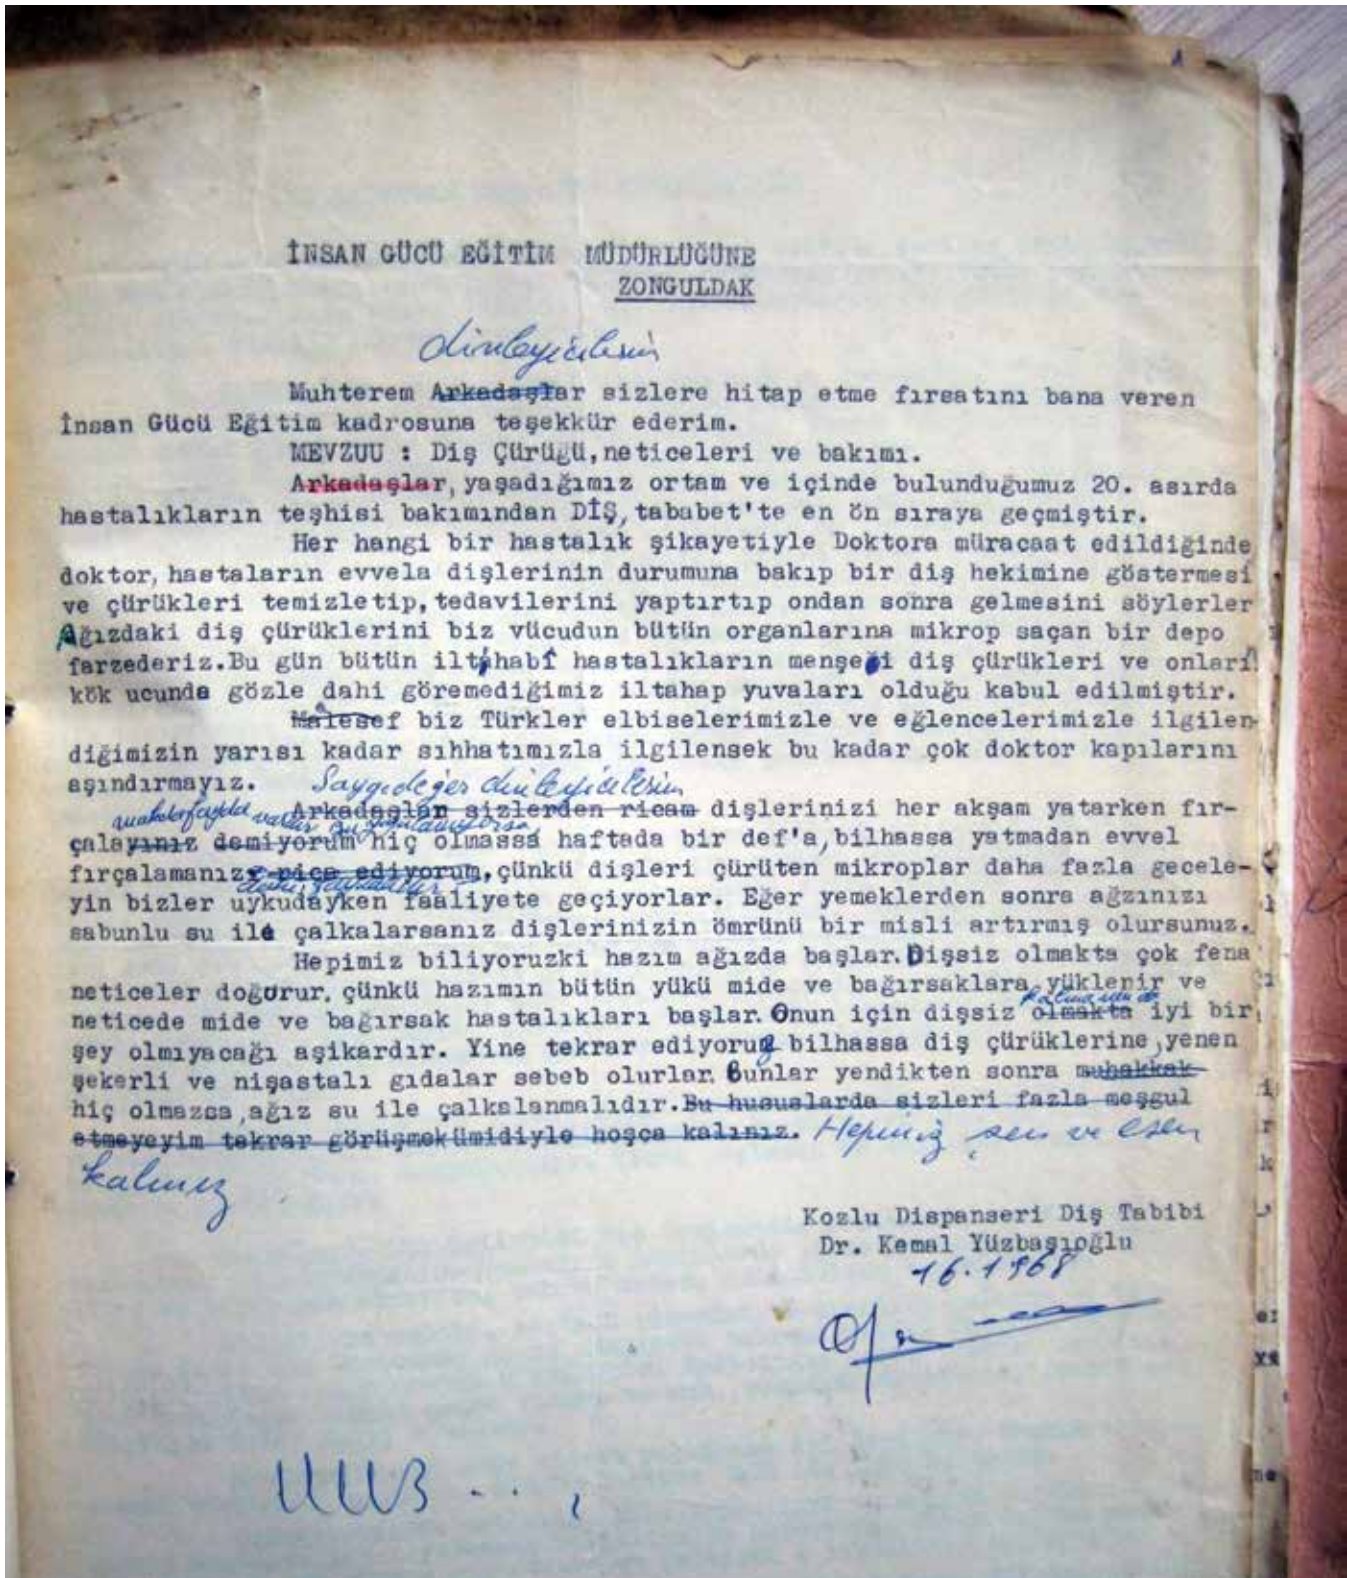 İNSAN GÜCÜ EĞİTİM MÜDÜRLÜĞÜNE
ZONGULDAK
dinleyicilerim
Muhterem Arkadaşlar sizlere hitap etme fırsatını bana veren
İnsan Gücü Eğitim kadrosuna teşekkür ederim.
MEVZUU : Diş Çürüğü,neticeleri ve bakımı.
Arkadaşlar,yaşadığımız ortam ve içinde bulunduğumuz 20. asırda
hastalıkların teşhisi bakımından DİŞ,tababet'te en ön sıraya geçmiştir.
Her hangi bir hastalık şikayetiyle Doktora müracaat edildiğinde
doktor,hastaların evvela dişlerinin durumuna bakıp bir diş hekimine göstermesi
ve çürükleri temizletip,tedavilerini yaptırtıp ondan sonra gelmesini söylerler
Ağızdaki diş çürüklerini biz vücudun bütün organlarına mikrop saçan bir depo
farzederiz.Bu gün bütün iltihabî hastalıkların menşei diş çürükleri ve onları
kök ucunda gözle dahi göremediğimiz iltahap yuvaları olduğu kabul edilmiştir.
Malesef biz Türkler elbiselerimizle ve eğlencelerimizle ilgilen-
diğimizin yarısı kadar sıhhatımızla ilgilensek bu kadar çok doktor kapılarını
aşındırmayız. Saygıdeğer dinleyicilerim
Arkadaşlar sizlerden ricam dişlerinizi her akşam yatarken fır-
çalayınız demiyorum hiç olmassa haftada bir def'a,bilhassa yatmadan evvel
fırçalamanızı rica ediyorum,çünkü dişleri çürüten mikroplar daha fazla gecele-
yin bizler uykudayken faaliyete geçiyorlar. Eğer yemeklerden sonra ağzınızı
sabunlu su ile çalkalarsanız dişlerinizin ömrünü bir misli artırmış olursunuz.
Hepimiz biliyoruzki hazım ağızda başlar.Dişsiz olmakta çok fena
neticeler doğurur. çünkü hazımın bütün yükü mide ve bağırsaklara yüklenir ve
neticede mide ve bağırsak hastalıkları başlar.Onun için dişsiz olmakta iyi bir
şey olmıyacağı aşikardır. Yine tekrar ediyoruz bilhassa diş çürüklerine,yenen
şekerli ve nişastalı gıdalar sebeb olurlar. Bunlar yendikten sonra muhakkak
hiç olmazsa,ağız su ile çalkalanmalıdır.Bu hususlarda sizleri fazla meşgul
etmeyeyim tekrar görüşmekümidiyle hoşca kalınız. Hepiniz şen ve esen
kalınız
Kozlu Dispanseri Diş Tabibi
Dr. Kemal Yüzbaşıoğlu
16.1968